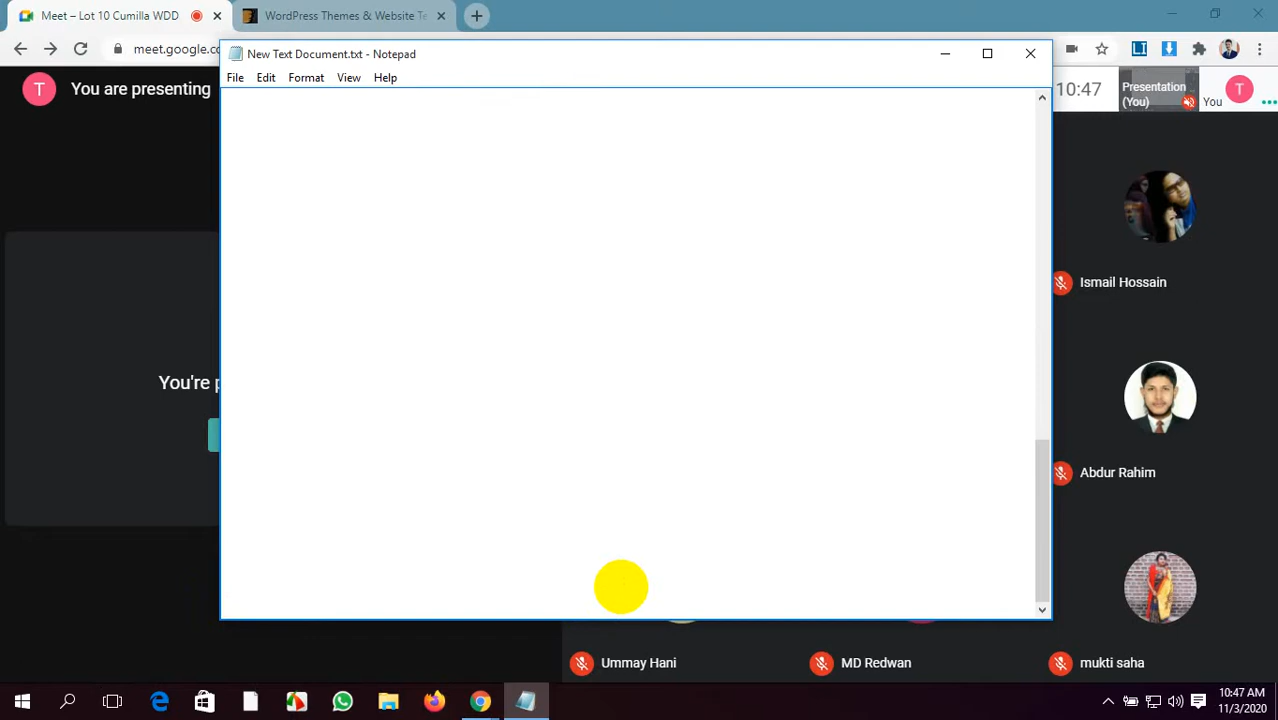 Meet – Lot 10 Cumilla WDD
WordPress Themes & Website Te
meet.google.co
New Text Document.txt - Notepad
File Edit Format View Help
You are presenting
10:47
Presentation
(You)
You
T
T
You're p
Ismail Hossain
Abdur Rahim
Ummay Hani
MD Redwan
mukti saha
LI
10:47 AM
11/3/2020